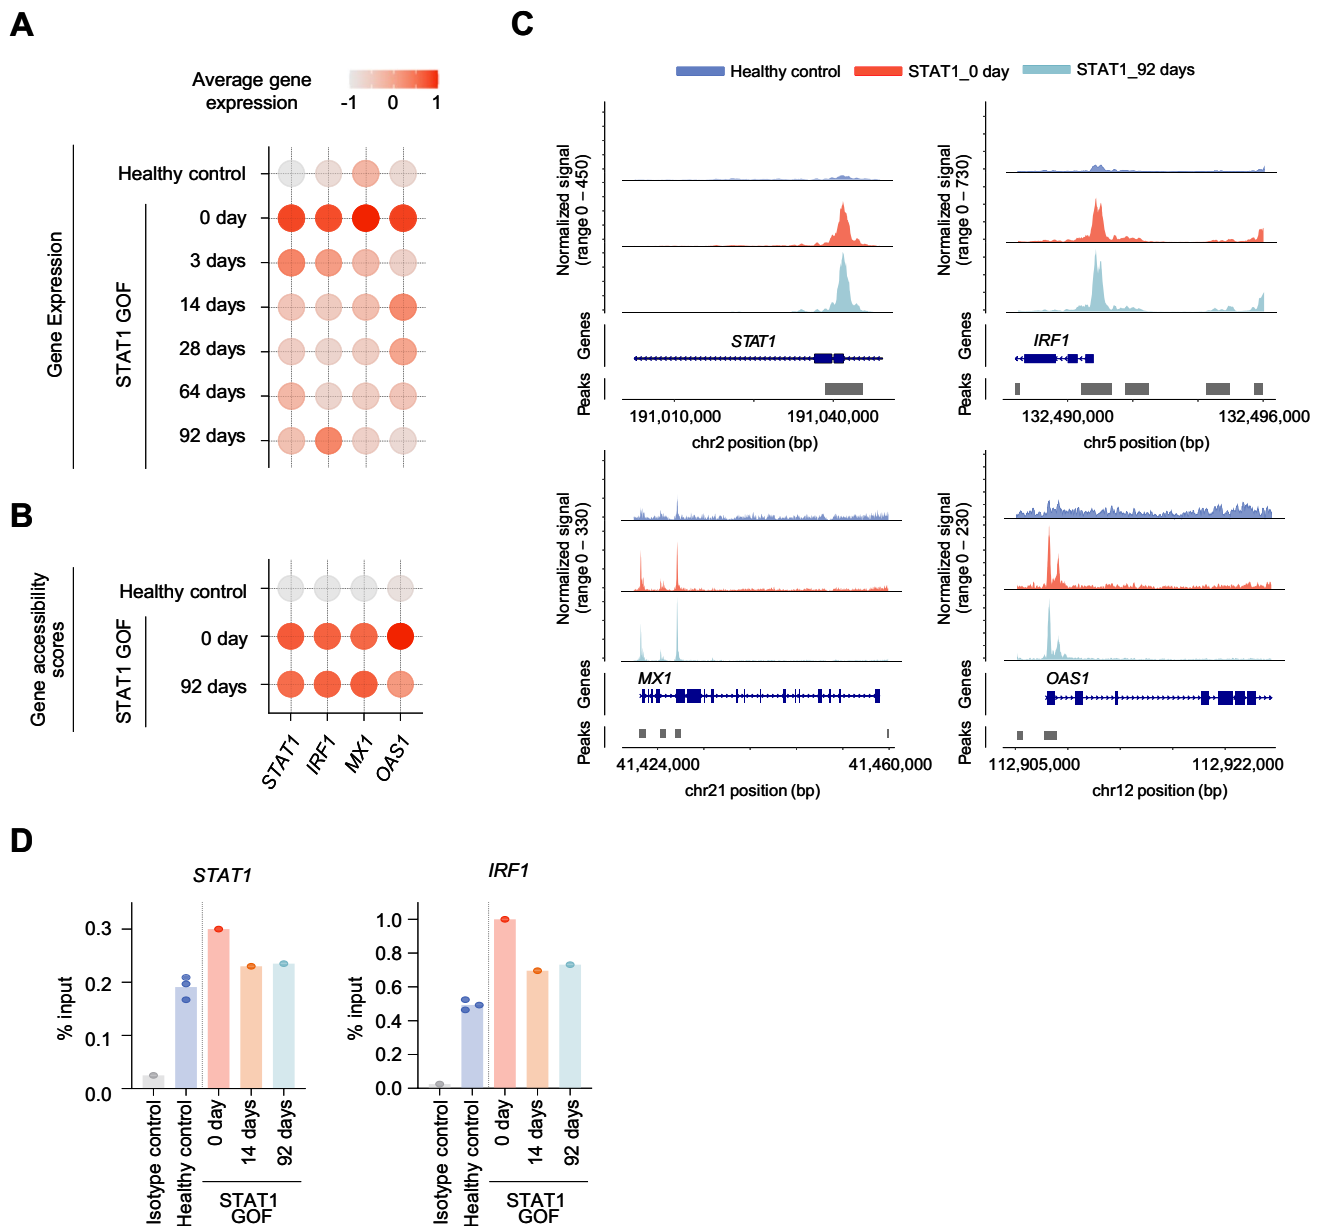 A
Average gene
expression
-1 0 1
Gene Expression
STAT1 GOF
Healthy control
0 day
3 days
14 days
28 days
64 days
92 days
B
Gene accessibility
scores
STAT1 GOF
Healthy control
0 day
92 days
STAT1 IRF1 MX1 OAS1
C
Healthy control STAT1_0 day STAT1_92 days
Normalized signal
(range 0 – 450)
Genes
Peaks
STAT1
191,010,000 191,040,000
chr2 position (bp)
Normalized signal
(range 0 – 730)
Genes
Peaks
IRF1
132,490,000 132,496,000
chr5 position (bp)
Normalized signal
(range 0 – 330)
Genes
Peaks
MX1
41,424,000 41,460,000
chr21 position (bp)
Normalized signal
(range 0 – 230)
Genes
Peaks
OAS1
112,905,000 112,922,000
chr12 position (bp)
D
STAT1
% input
0.3
0.2
0.1
0.0
Isotype control
Healthy control
0 day
14 days
92 days
STAT1
GOF
IRF1
% input
1.0
0.8
0.6
0.4
0.2
0.0
Isotype control
Healthy control
0 day
14 days
92 days
STAT1
GOF